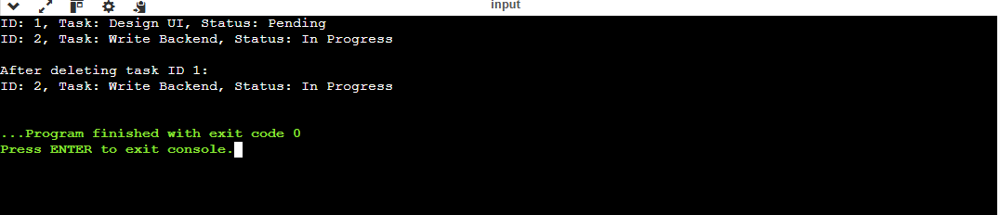 input
ID: 1, Task: Design UI, Status: Pending
ID: 2, Task: Write Backend, Status: In Progress
After deleting task ID 1:
ID: 2, Task: Write Backend, Status: In Progress
...Program finished with exit code 0
Press ENTER to exit console.